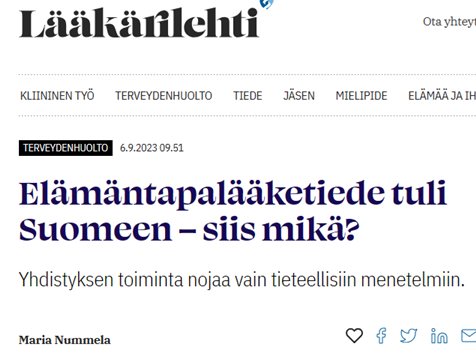 Lääkärilehti
Ota yhteyt
KLIININEN TYÖ TERVEYDENHUOLTO TIEDE JÄSEN MIELIPIDE ELÄMÄÄ JA IH
TERVEYDENHUOLTO 6.9.2023 09.51
Elämäntapalääketiede tuli
Suomeen – siis mikä?
Yhdistyksen toiminta nojaa vain tieteellisiin menetelmiin.
Maria Nummela